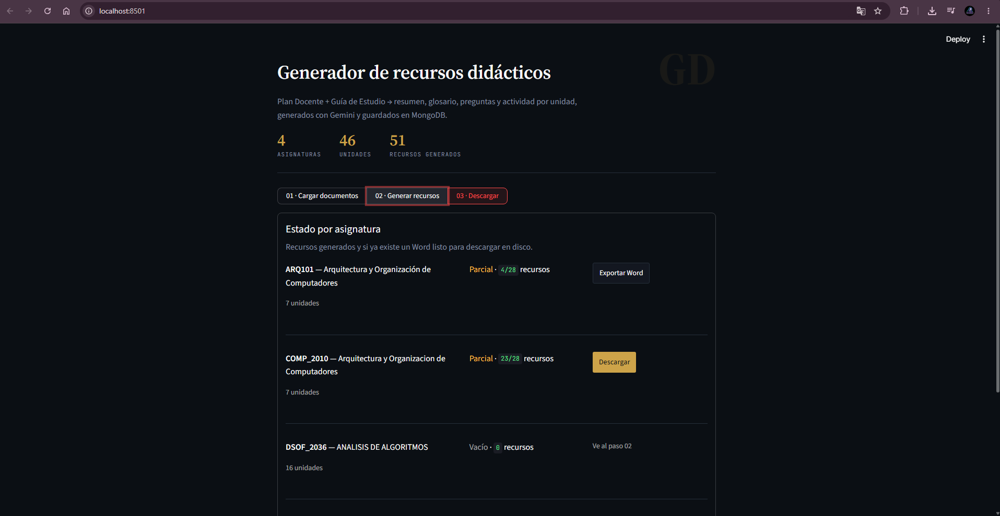 localhost:8501
Deploy
GD
Generador de recursos didácticos
Plan Docente + Guía de Estudio → resumen, glosario, preguntas y actividad por unidad,
generados con Gemini y guardados en MongoDB.
4 46 51
ASIGNATURAS UNIDADES RECURSOS GENERADOS
01 · Cargar documentos 02 · Generar recursos 03 · Descargar
Estado por asignatura
Recursos generados y si ya existe un Word listo para descargar en disco.
ARQ101 — Arquitectura y Organización de
Computadores
Parcial · 4/28 recursos
Exportar Word
7 unidades
COMP_2010 — Arquitectura y Organizacion de
Computadores
Parcial · 23/28 recursos
Descargar
7 unidades
DSOF_2036 — ANALISIS DE ALGORITMOS
Vacío · 0 recursos
Ve al paso 02
16 unidades